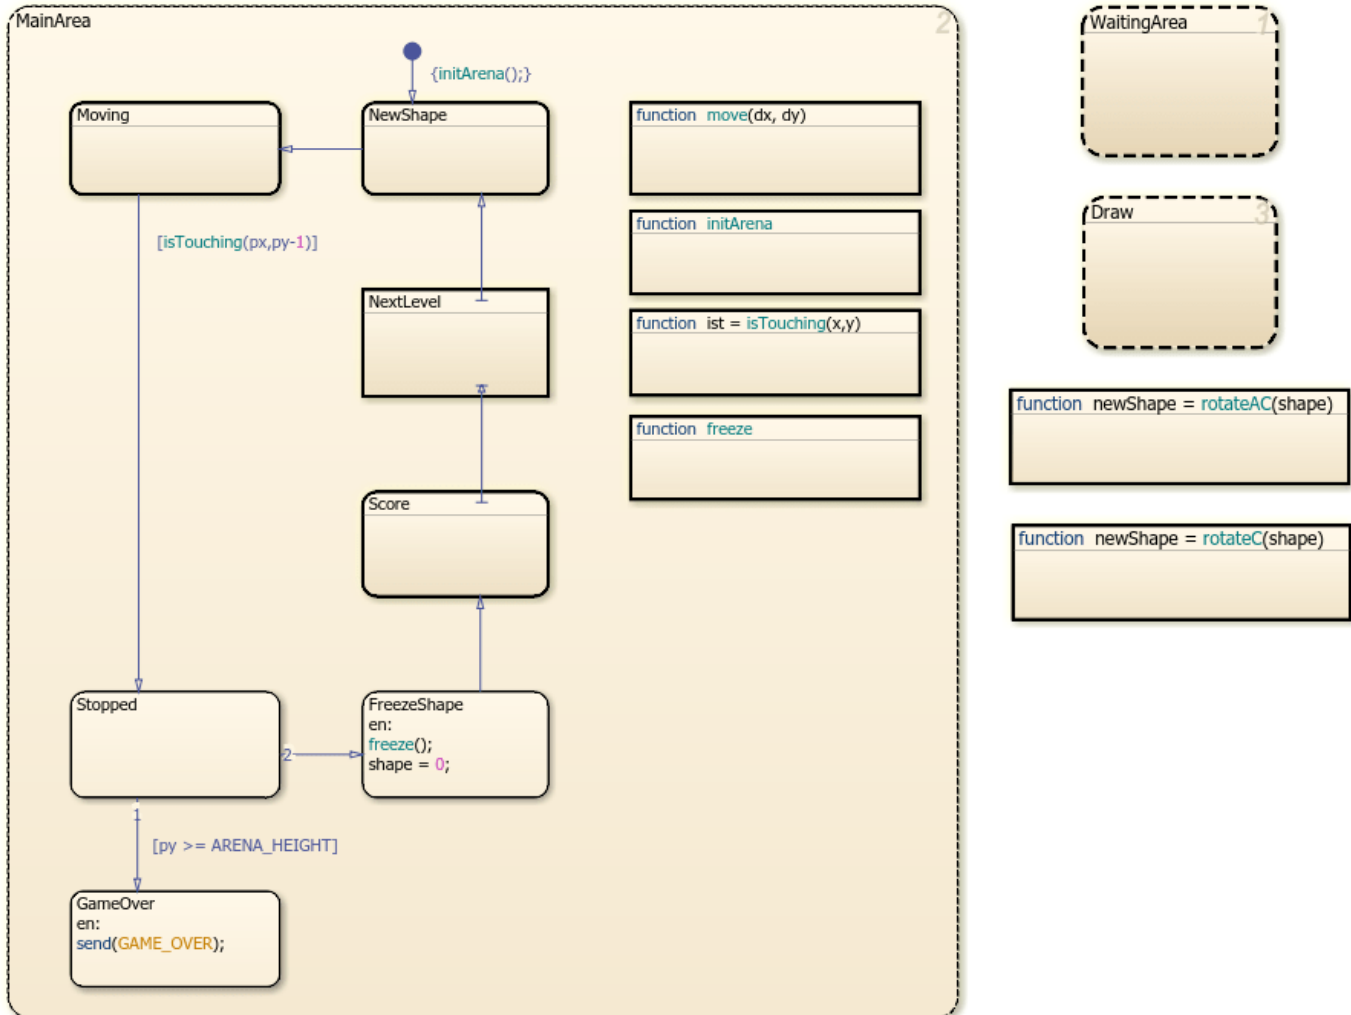 MainArea
2
{initArena();}
Moving
NewShape
function move(dx, dy)
[isTouching(px,py-1)]
function initArena
NextLevel
function ist = isTouching(x,y)
function freeze
Score
Stopped
2
FreezeShape
en:
freeze();
shape = 0;
1
[py >= ARENA_HEIGHT]
GameOver
en:
send(GAME_OVER);
WaitingArea
1
Draw
3
function newShape = rotateAC(shape)
function newShape = rotateC(shape)